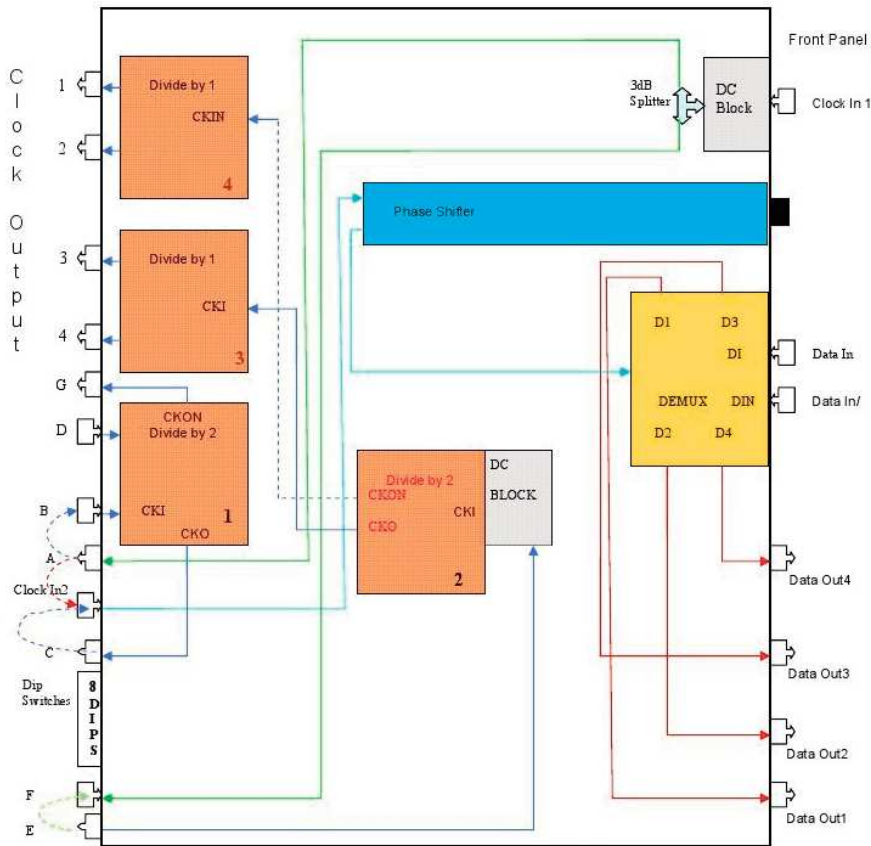 Clock Output
Front Panel
1
2
3
4
G
D
B
A
Clock In2
C
Dip
Switches
8
D
I
P
S
F
E
Divide by 1
CKIN
4
Divide by 1
CKI
3
CKON
Divide by 2
CKI
1
CKO
3dB
Splitter
DC
Block
Clock In 1
Phase Shifter
D1 D3
DI
DEMUX DIN
D2 D4
Data In
Data In/
Divide by 2
CKON
CKI
CKO
2
DC
BLOCK
Data Out4
Data Out3
Data Out2
Data Out1